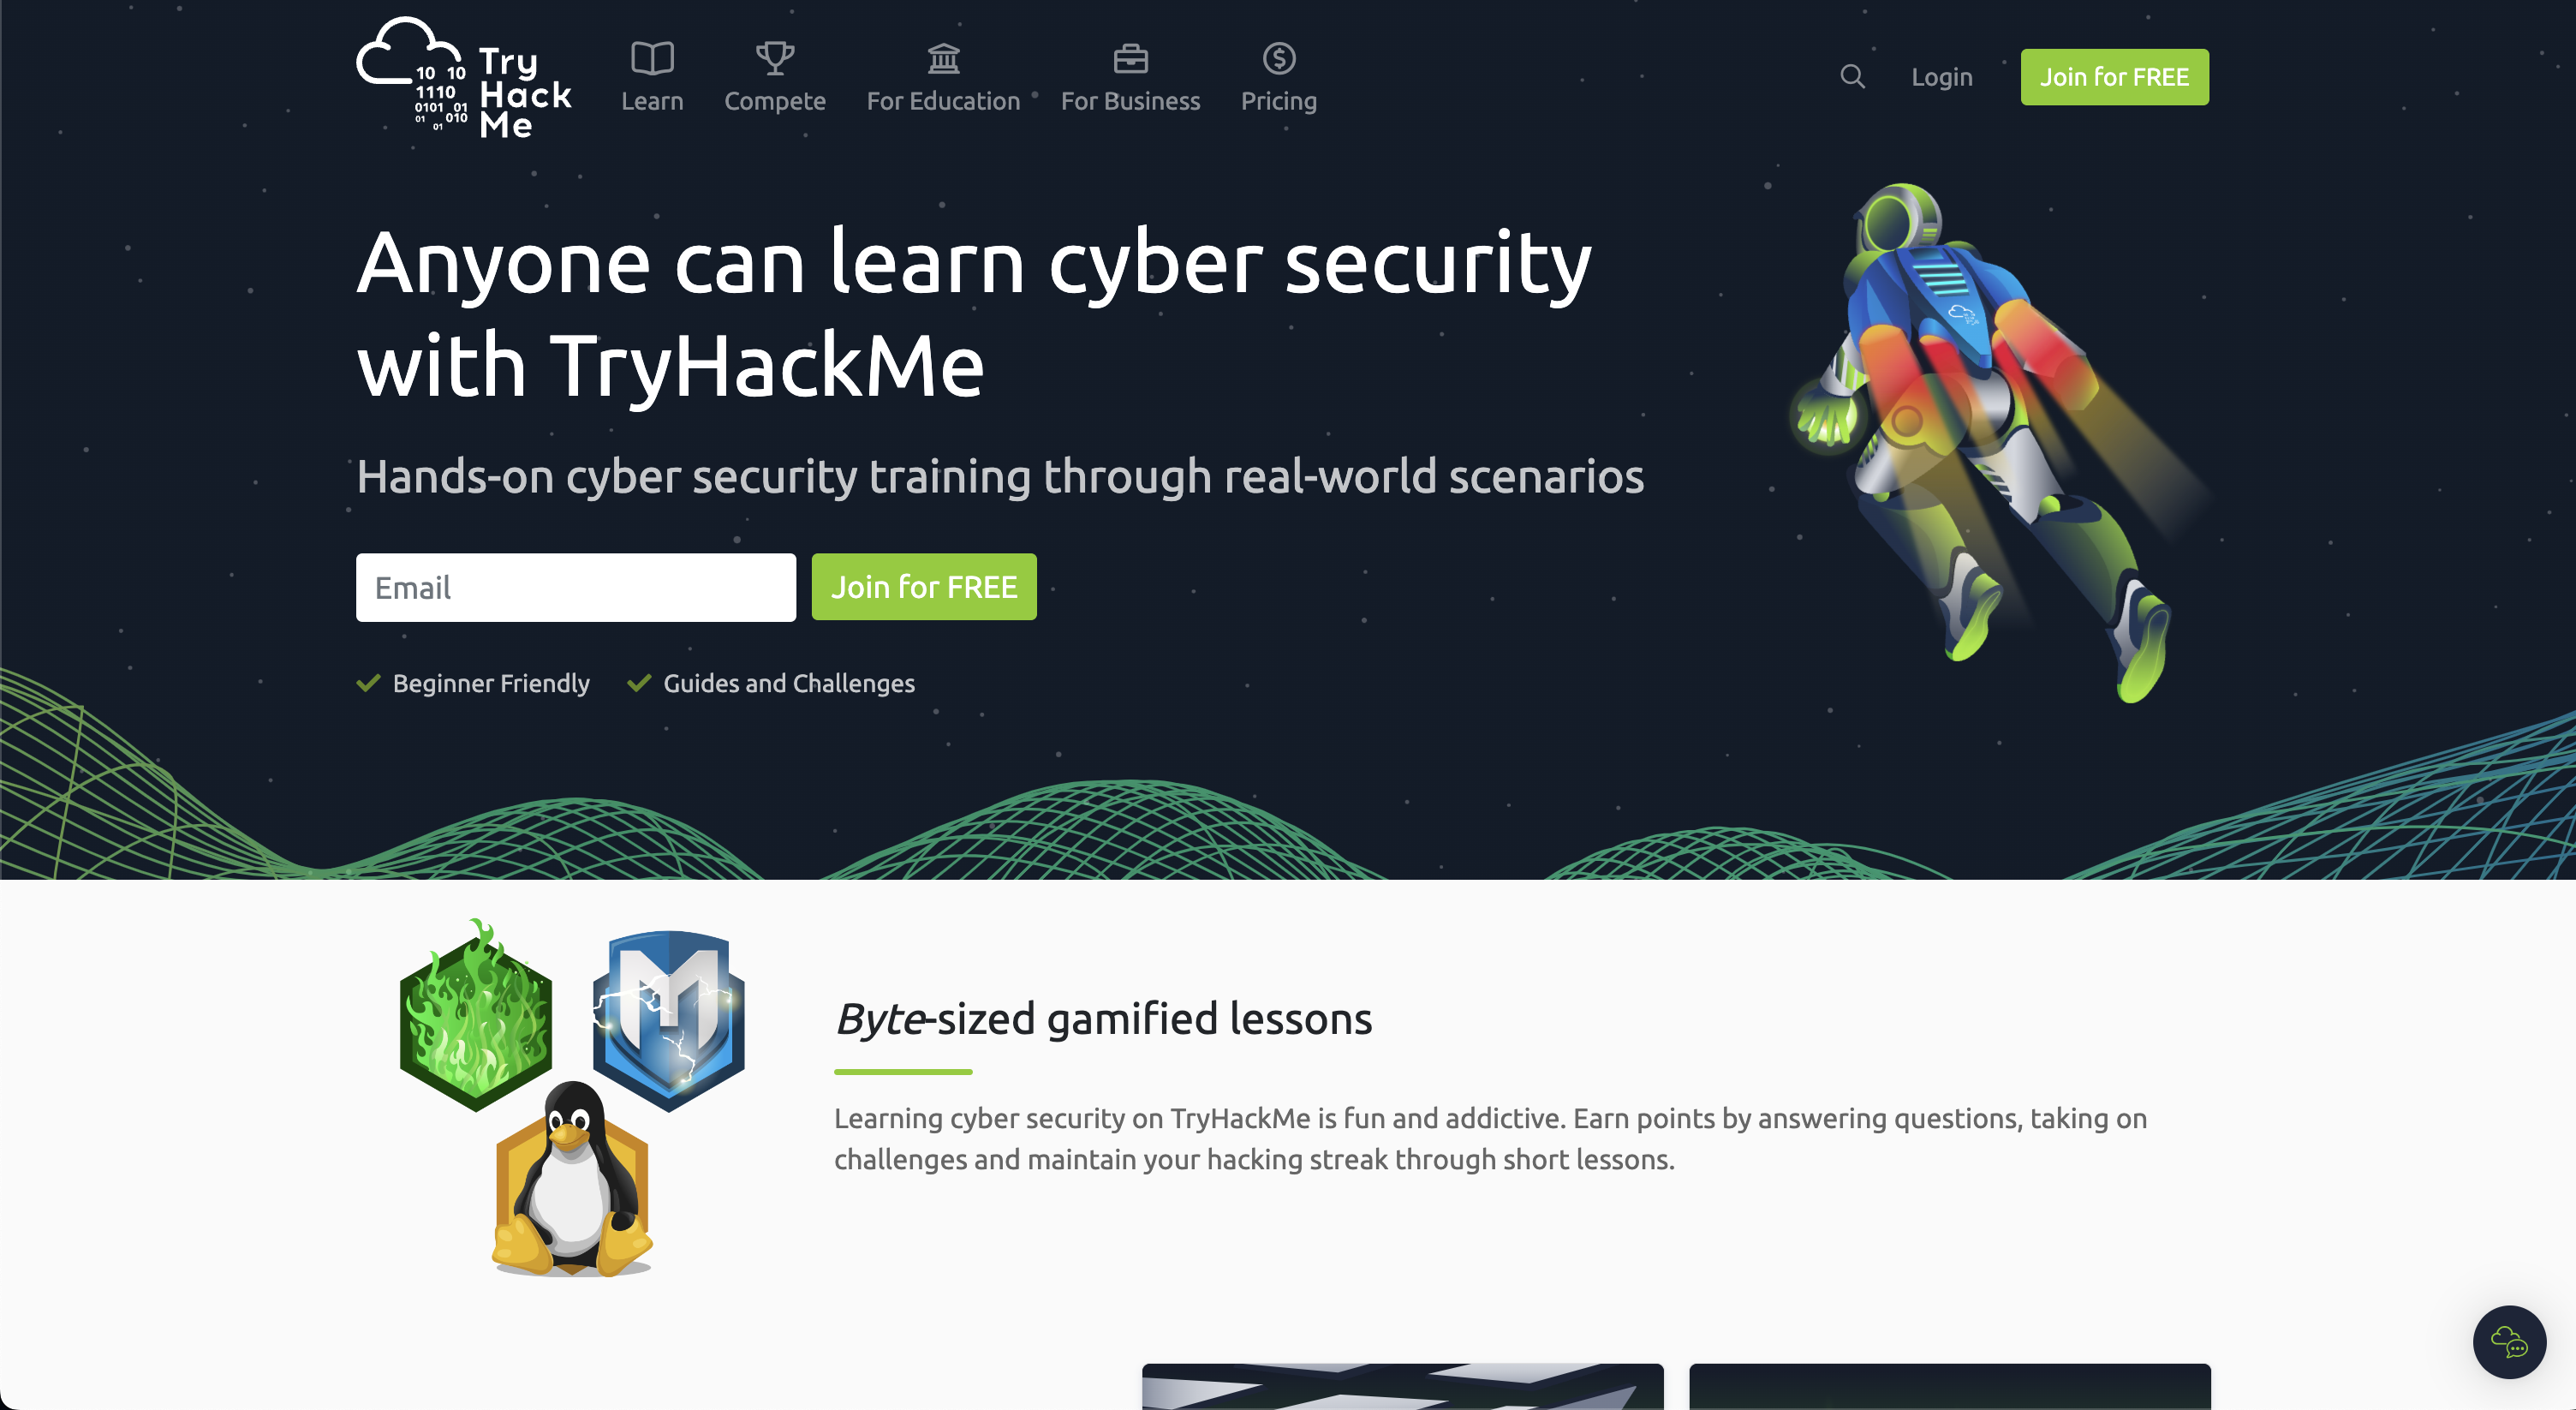 Try
Hack
Me
10 10
1110
0101 01
01 010
01
Learn
Compete
For Education
For Business
Pricing
Login
Join for FREE
Anyone can learn cyber security
with TryHackMe
Hands-on cyber security training through real-world scenarios
Email
Join for FREE
Beginner Friendly
Guides and Challenges
M
Byte-sized gamified lessons
Learning cyber security on TryHackMe is fun and addictive. Earn points by answering questions, taking on
challenges and maintain your hacking streak through short lessons.